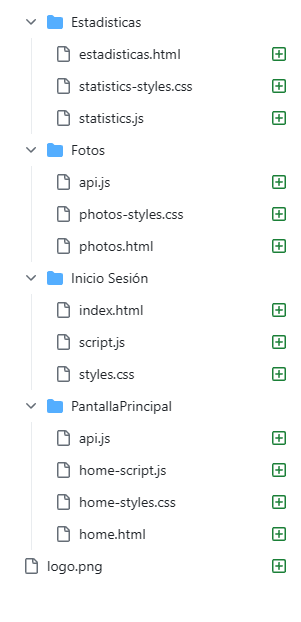 Estadisticas
estadisticas.html
statistics-styles.css
statistics.js
Fotos
api.js
photos-styles.css
photos.html
Inicio Sesión
index.html
script.js
styles.css
PantallaPrincipal
api.js
home-script.js
home-styles.css
home.html
logo.png